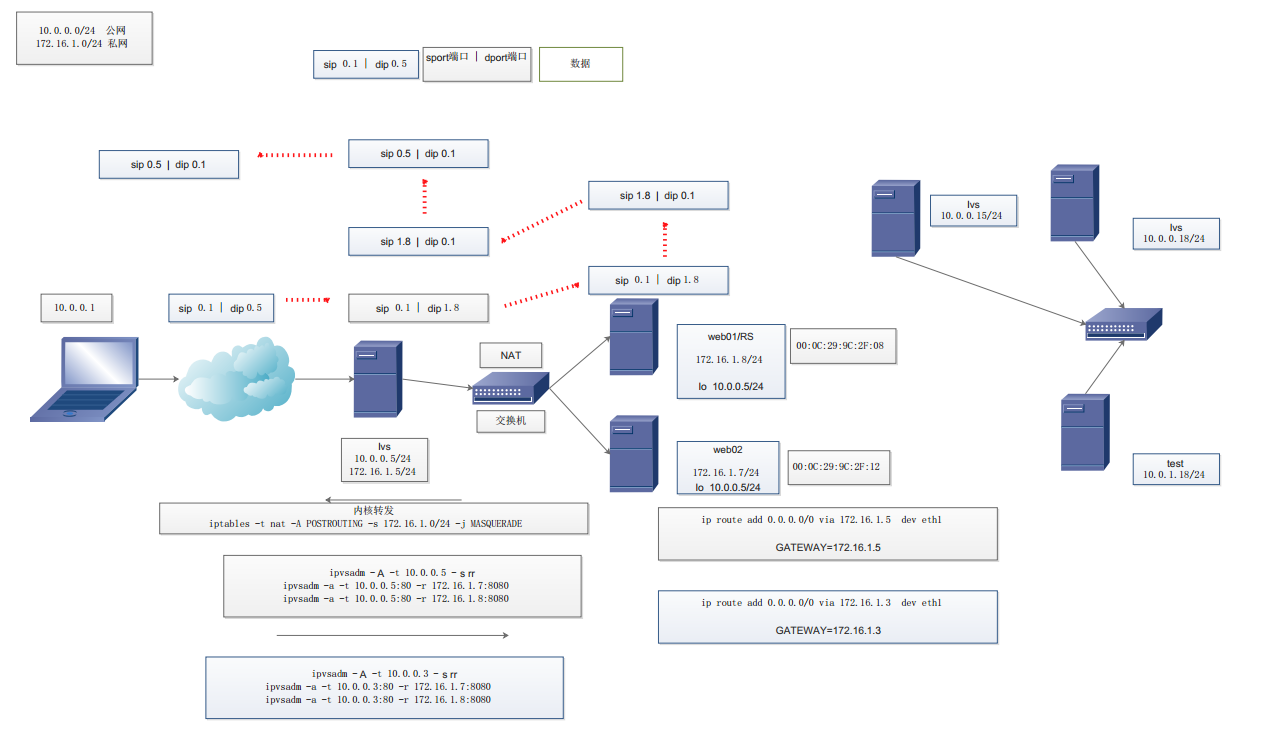 10.0.0.0/24 公网
172.16.1.0/24 私网
sip 0.1 | dip 0.5
sport端口 | dport端口
数据
sip 0.5 | dip 0.1
sip 0.5 | dip 0.1
sip 1.8 | dip 0.1
sip 1.8 | dip 0.1
lvs
10.0.0.15/24
lvs
10.0.0.18/24
10.0.0.1
sip 0.1 | dip 0.5
sip 0.1 | dip 1.8
sip 0.1 | dip 1.8
NAT
交换机
web01/RS
172.16.1.8/24
lo 10.0.0.5/24
00:0C:29:9C:2F:08
lvs
10.0.0.5/24
172.16.1.5/24
web02
172.16.1.7/24
lo 10.0.0.5/24
00:0C:29:9C:2F:12
test
10.0.1.18/24
内核转发
iptables -t nat -A POSTROUTING -s 172.16.1.0/24 -j MASQUERADE
ip route add 0.0.0.0/0 via 172.16.1.5 dev eth1
GATEWAY=172.16.1.5
ipvsadm -A -t 10.0.0.5 -s rr
ipvsadm -a -t 10.0.0.5:80 -r 172.16.1.7:8080
ipvsadm -a -t 10.0.0.5:80 -r 172.16.1.8:8080
ip route add 0.0.0.0/0 via 172.16.1.3 dev eth1
GATEWAY=172.16.1.3
ipvsadm -A -t 10.0.0.3 -s rr
ipvsadm -a -t 10.0.0.3:80 -r 172.16.1.7:8080
ipvsadm -a -t 10.0.0.3:80 -r 172.16.1.8:8080